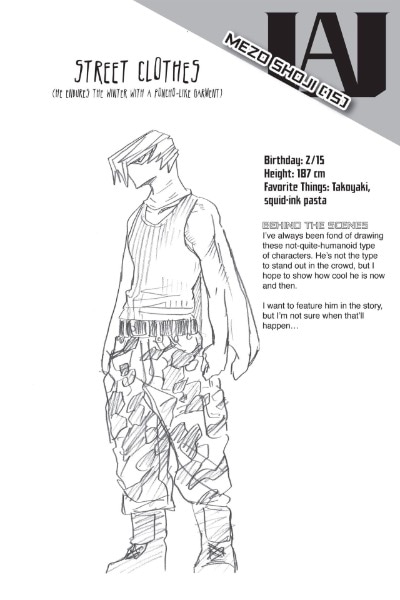 UA
MEZO SHOJI (15)
STREET CLOTHES
(HE ENDURES THE WINTER WITH A PONCHO-LIKE GARMENT)
Birthday: 2/15
Height: 187 cm
Favorite Things: Takoyaki,
squid-ink pasta
BEHIND THE SCENES
I've always been fond of drawing
these not-quite-humanoid type
of characters. He's not the type
to stand out in the crowd, but I
hope to show how cool he is now
and then.
I want to feature him in the story,
but I'm not sure when that'll
happen...